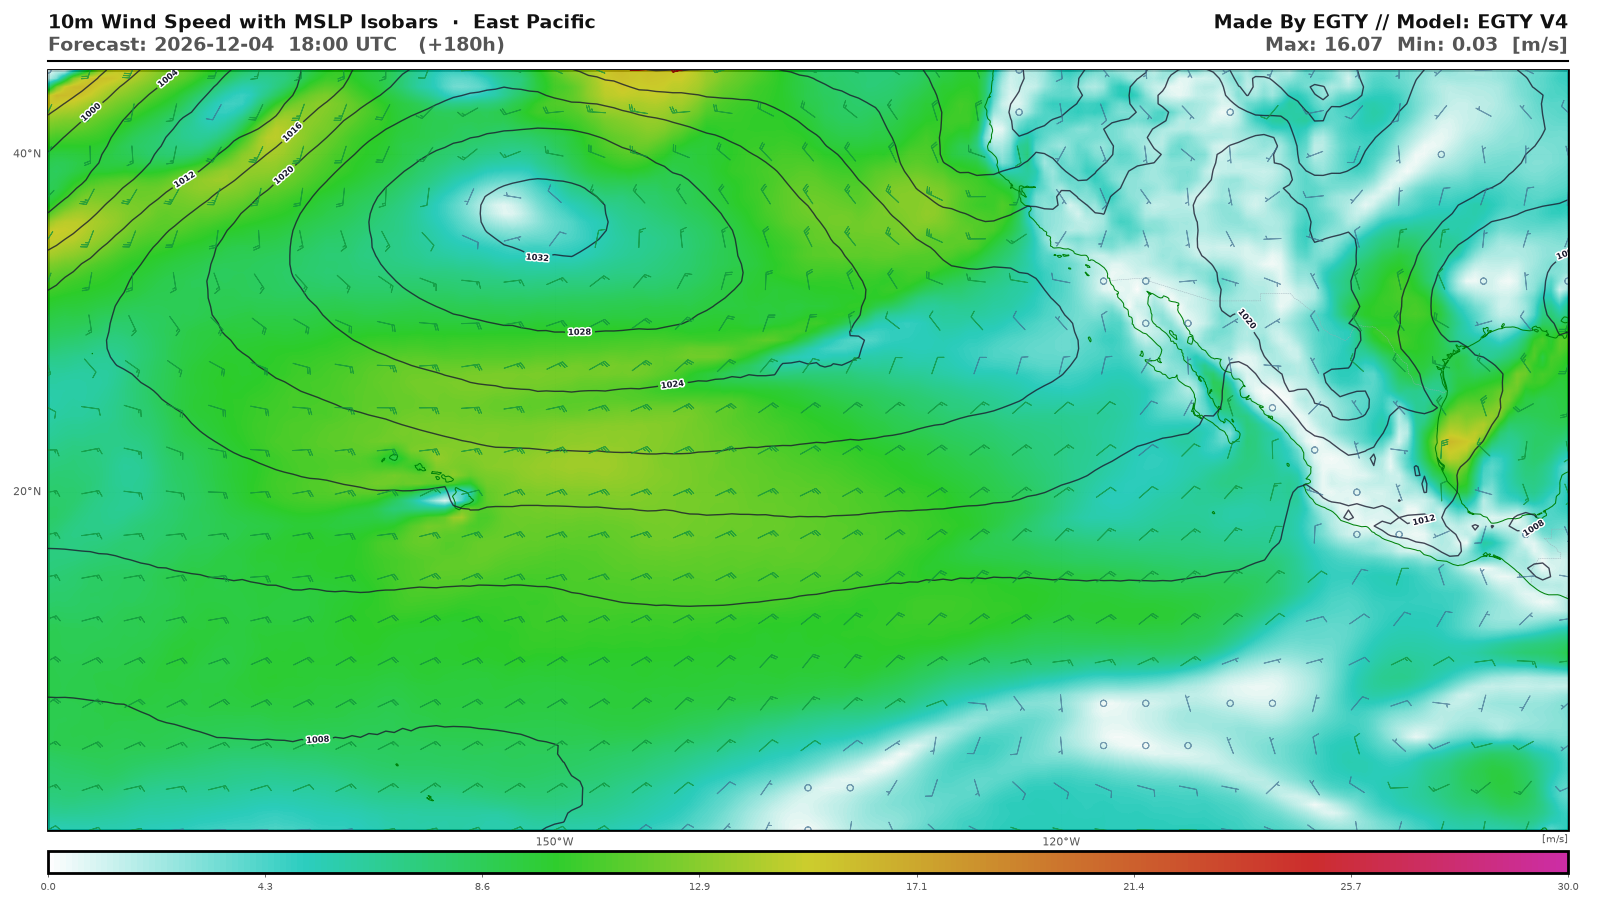 10m Wind Speed with MSLP Isobars · East Pacific
Made By EGTY // Model: EGTY V4
Forecast: 2026-12-04 18:00 UTC (+180h)
Max: 16.07 Min: 0.03 [m/s]
1004
1000
1016
40°N
1020
1012
1032
1020
1028
1024
20°N
1012
1008
1008
150°W
120°W
[m/s]
0.0 4.3 8.6 12.9 17.1 21.4 25.7 30.0